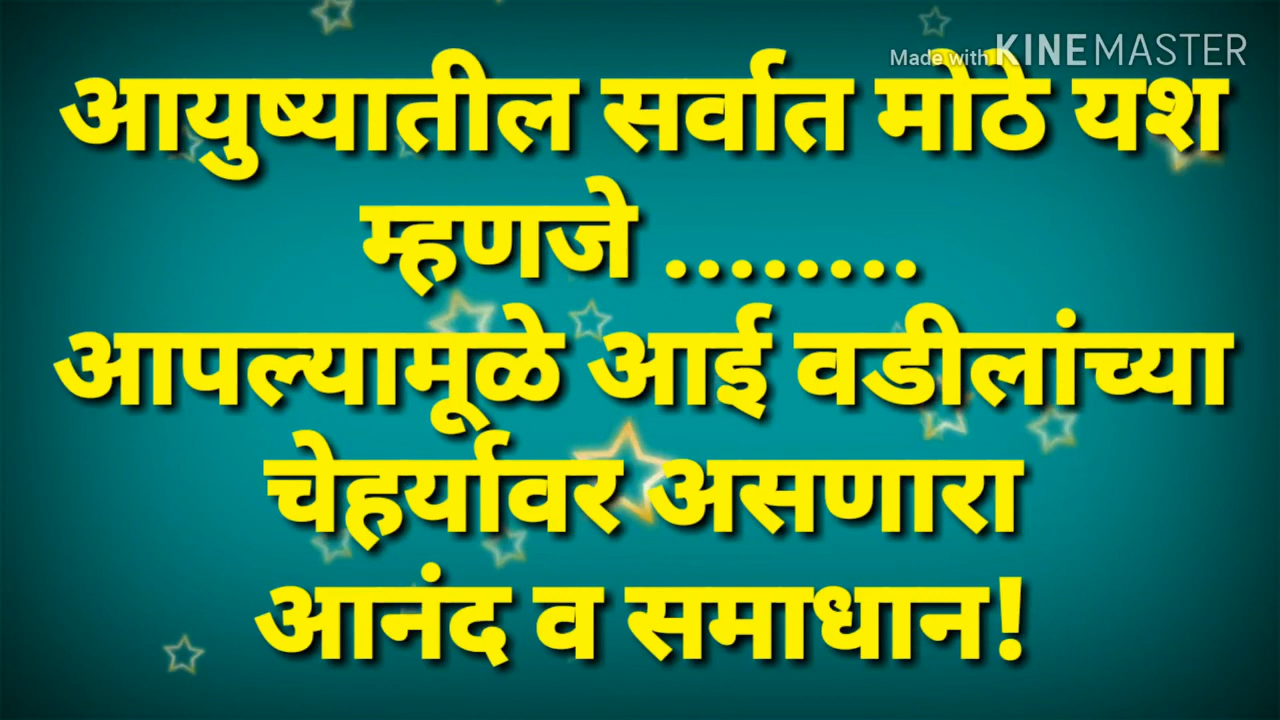 Made with KINEMASTER
आयुष्यातील सर्वात मोठे यश
म्हणजे ........
आपल्यामूळे आई वडीलांच्या
चेहर्यावर असणारा
आनंद व समाधान!